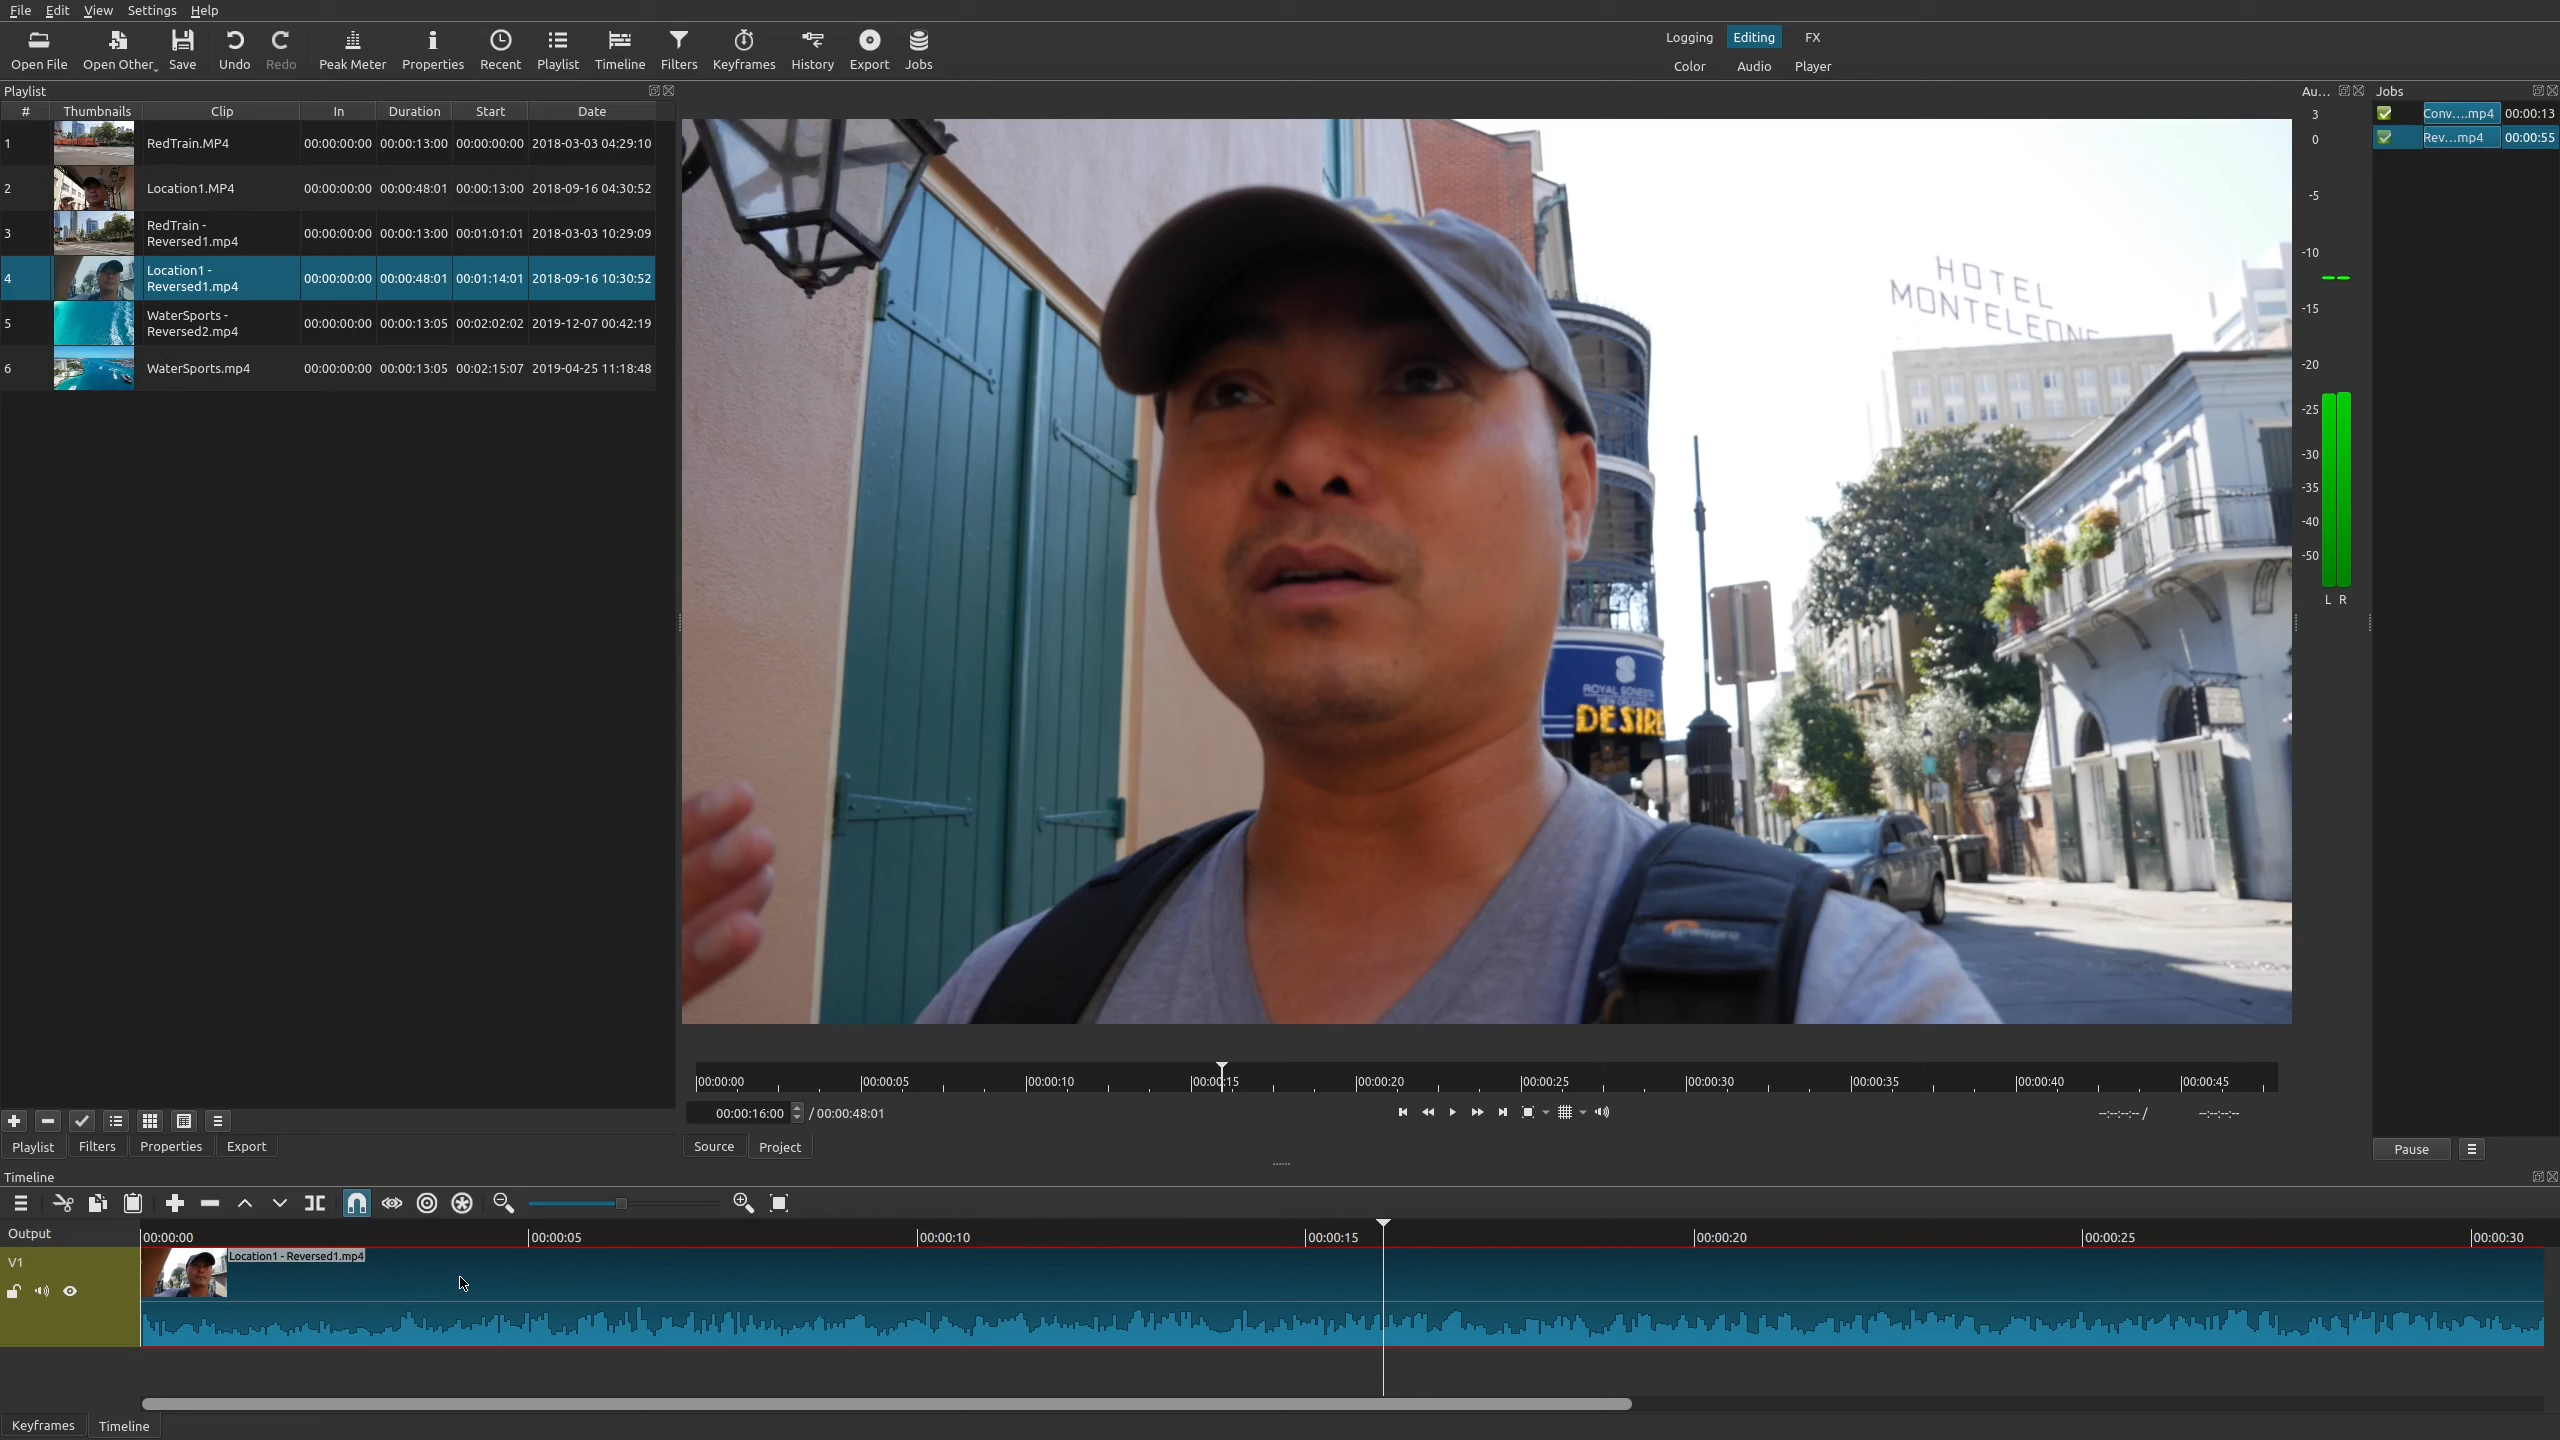 File Edit View Settings Help
Open File Open Other Save Undo Redo Peak Meter Properties Recent Playlist Timeline Filters Keyframes History Export Jobs
Logging Editing FX
Color Audio Player
Playlist
# Thumbnails Clip In Duration Start Date
1 RedTrain.MP4 00:00:00:00 00:00:13:00 00:00:00:00 2018-03-03 04:29:10
2 Location1.MP4 00:00:00:00 00:00:48:01 00:00:13:00 2018-09-16 04:30:52
3 RedTrain -
Reversed1.mp4 00:00:00:00 00:00:13:00 00:01:01:01 2018-03-03 10:29:09
4 Location1 -
Reversed1.mp4 00:00:00:00 00:00:48:01 00:01:14:01 2018-09-16 10:30:52
5 WaterSports -
Reversed2.mp4 00:00:00:00 00:00:13:05 00:02:02:02 2019-12-07 00:42:19
6 WaterSports.mp4 00:00:00:00 00:00:13:05 00:02:15:07 2019-04-25 11:18:48
HOTEL
MONTELEONE
ROYAL SONESTA
NEW ORLEANS
DESIRE
Au...
3
0
-5
-10
-15
-20
-25
-30
-35
-40
-50
L R
Jobs
Conv....mp4 00:00:13
Rev...mp4 00:00:55
Pause
00:00:00 00:00:05 00:00:10 00:00:15 00:00:20 00:00:25 00:00:30 00:00:35 00:00:40 00:00:45
00:00:16:00 / 00:00:48:01 --:--:--:-- / --:--:--:--
Playlist Filters Properties Export
Source Project
Timeline
Output 00:00:00 00:00:05 00:00:10 00:00:15 00:00:20 00:00:25 00:00:30
V1 Location1 - Reversed1.mp4
Keyframes Timeline